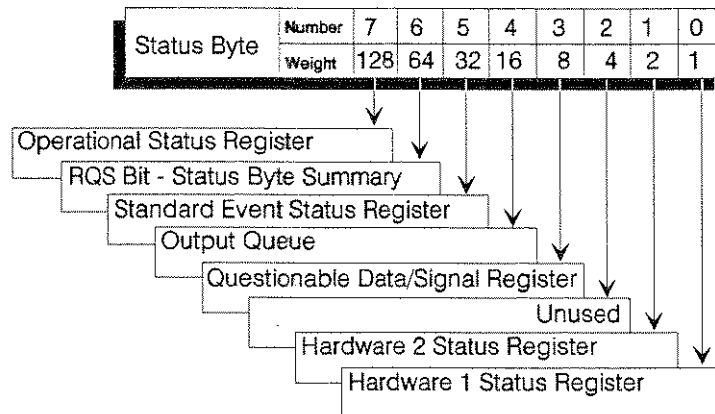 Status Byte
Number 7 6 5 4 3 2 1 0
Weight 128 64 32 16 8 4 2 1
Operational Status Register
RQS Bit - Status Byte Summary
Standard Event Status Register
Output Queue
Questionable Data/Signal Register
Unused
Hardware 2 Status Register
Hardware 1 Status Register